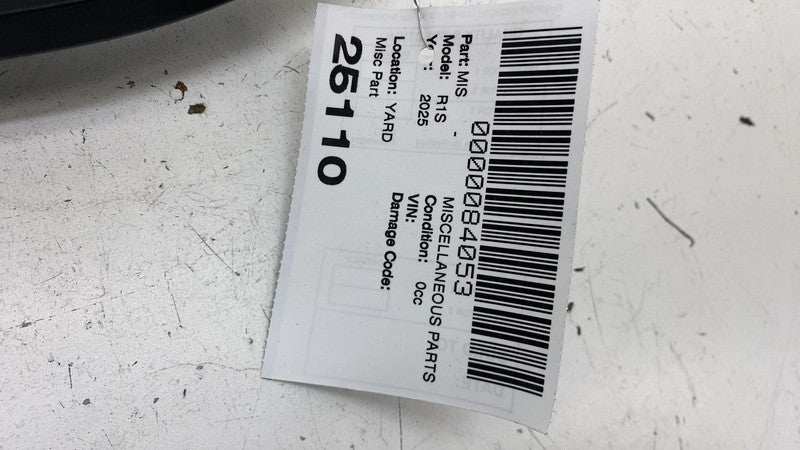 0000084053
Part: MIS - MISCELLANEOUS PARTS
Model: R1S Condition: 0cc
2025 VIN:
Damage Code:
Location: YARD
Misc Part
25110